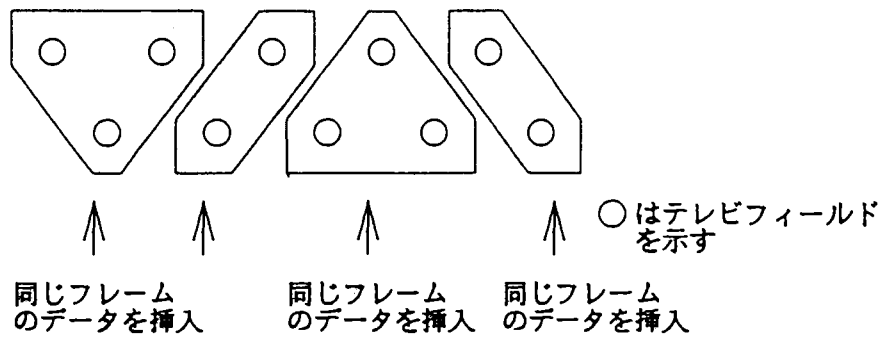 ○はテレビフィールド
を示す
同じフレーム
のデータを挿入
同じフレーム
のデータを挿入
同じフレーム
のデータを挿入